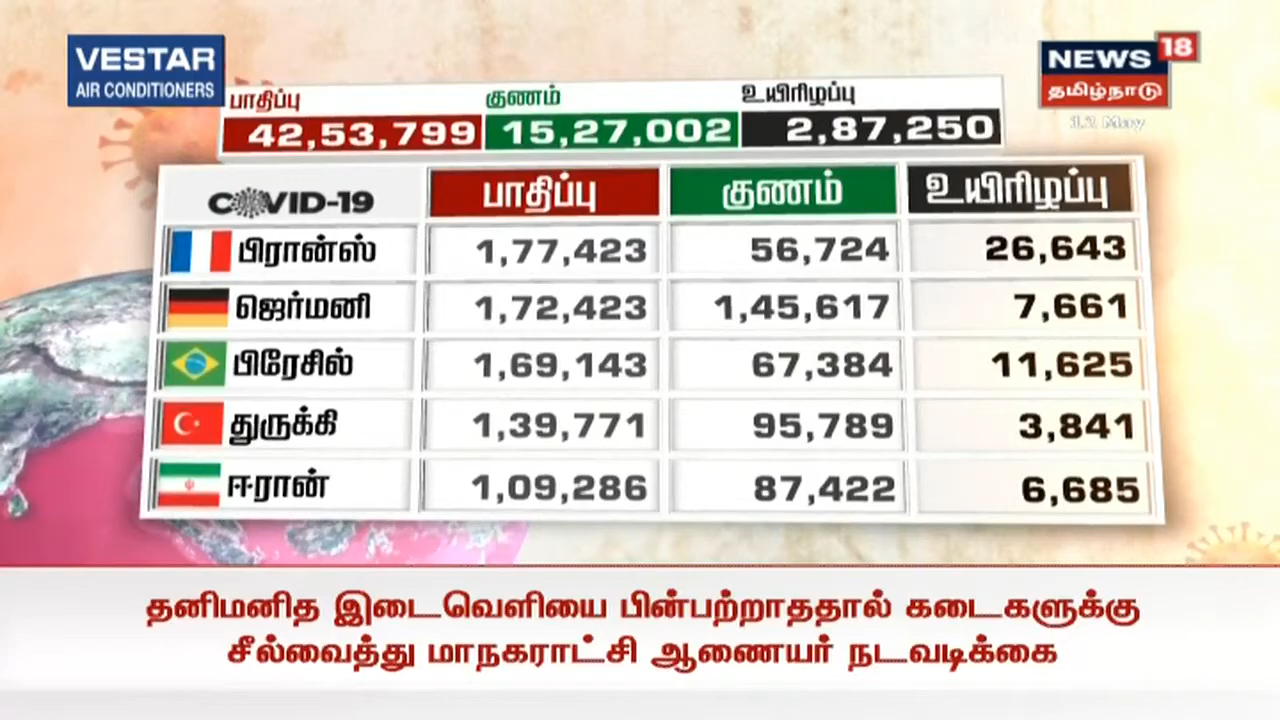 VESTAR
AIR CONDITIONERS
NEWS 18
தமிழ்நாடு
12 May
பாதிப்பு குணம் உயிரிழப்பு
42,53,799 15,27,002 2,87,250
COVID-19 பாதிப்பு குணம் உயிரிழப்பு
பிரான்ஸ் 1,77,423 56,724 26,643
ஜெர்மனி 1,72,423 1,45,617 7,661
பிரேசில் 1,69,143 67,384 11,625
துருக்கி 1,39,771 95,789 3,841
ஈரான் 1,09,286 87,422 6,685
தனிமனித இடைவெளியை பின்பற்றாததால் கடைகளுக்கு
சீல்வைத்து மாநகராட்சி ஆணையர் நடவடிக்கை